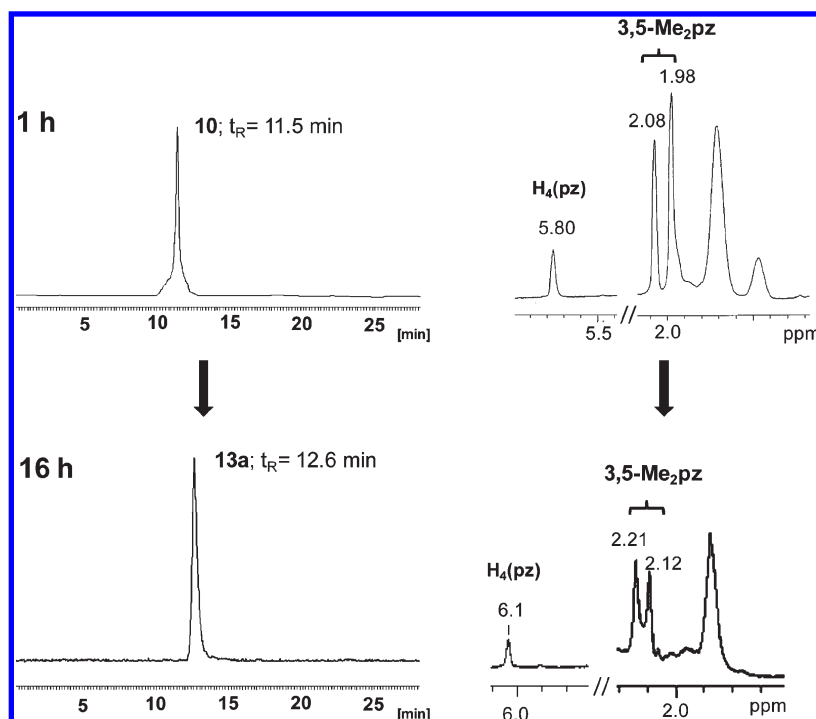 1 h
10; tR= 11.5 min
5 10 15 20 25 [min]
3,5-Me2pz
1.98
2.08
H4(pz)
5.80
5.5 // 2.0 ppm
16 h
13a; tR= 12.6 min
5 10 15 20 25 [min]
3,5-Me2pz
2.21
2.12
H4(pz)
6.1
6.0 // 2.0 ppm